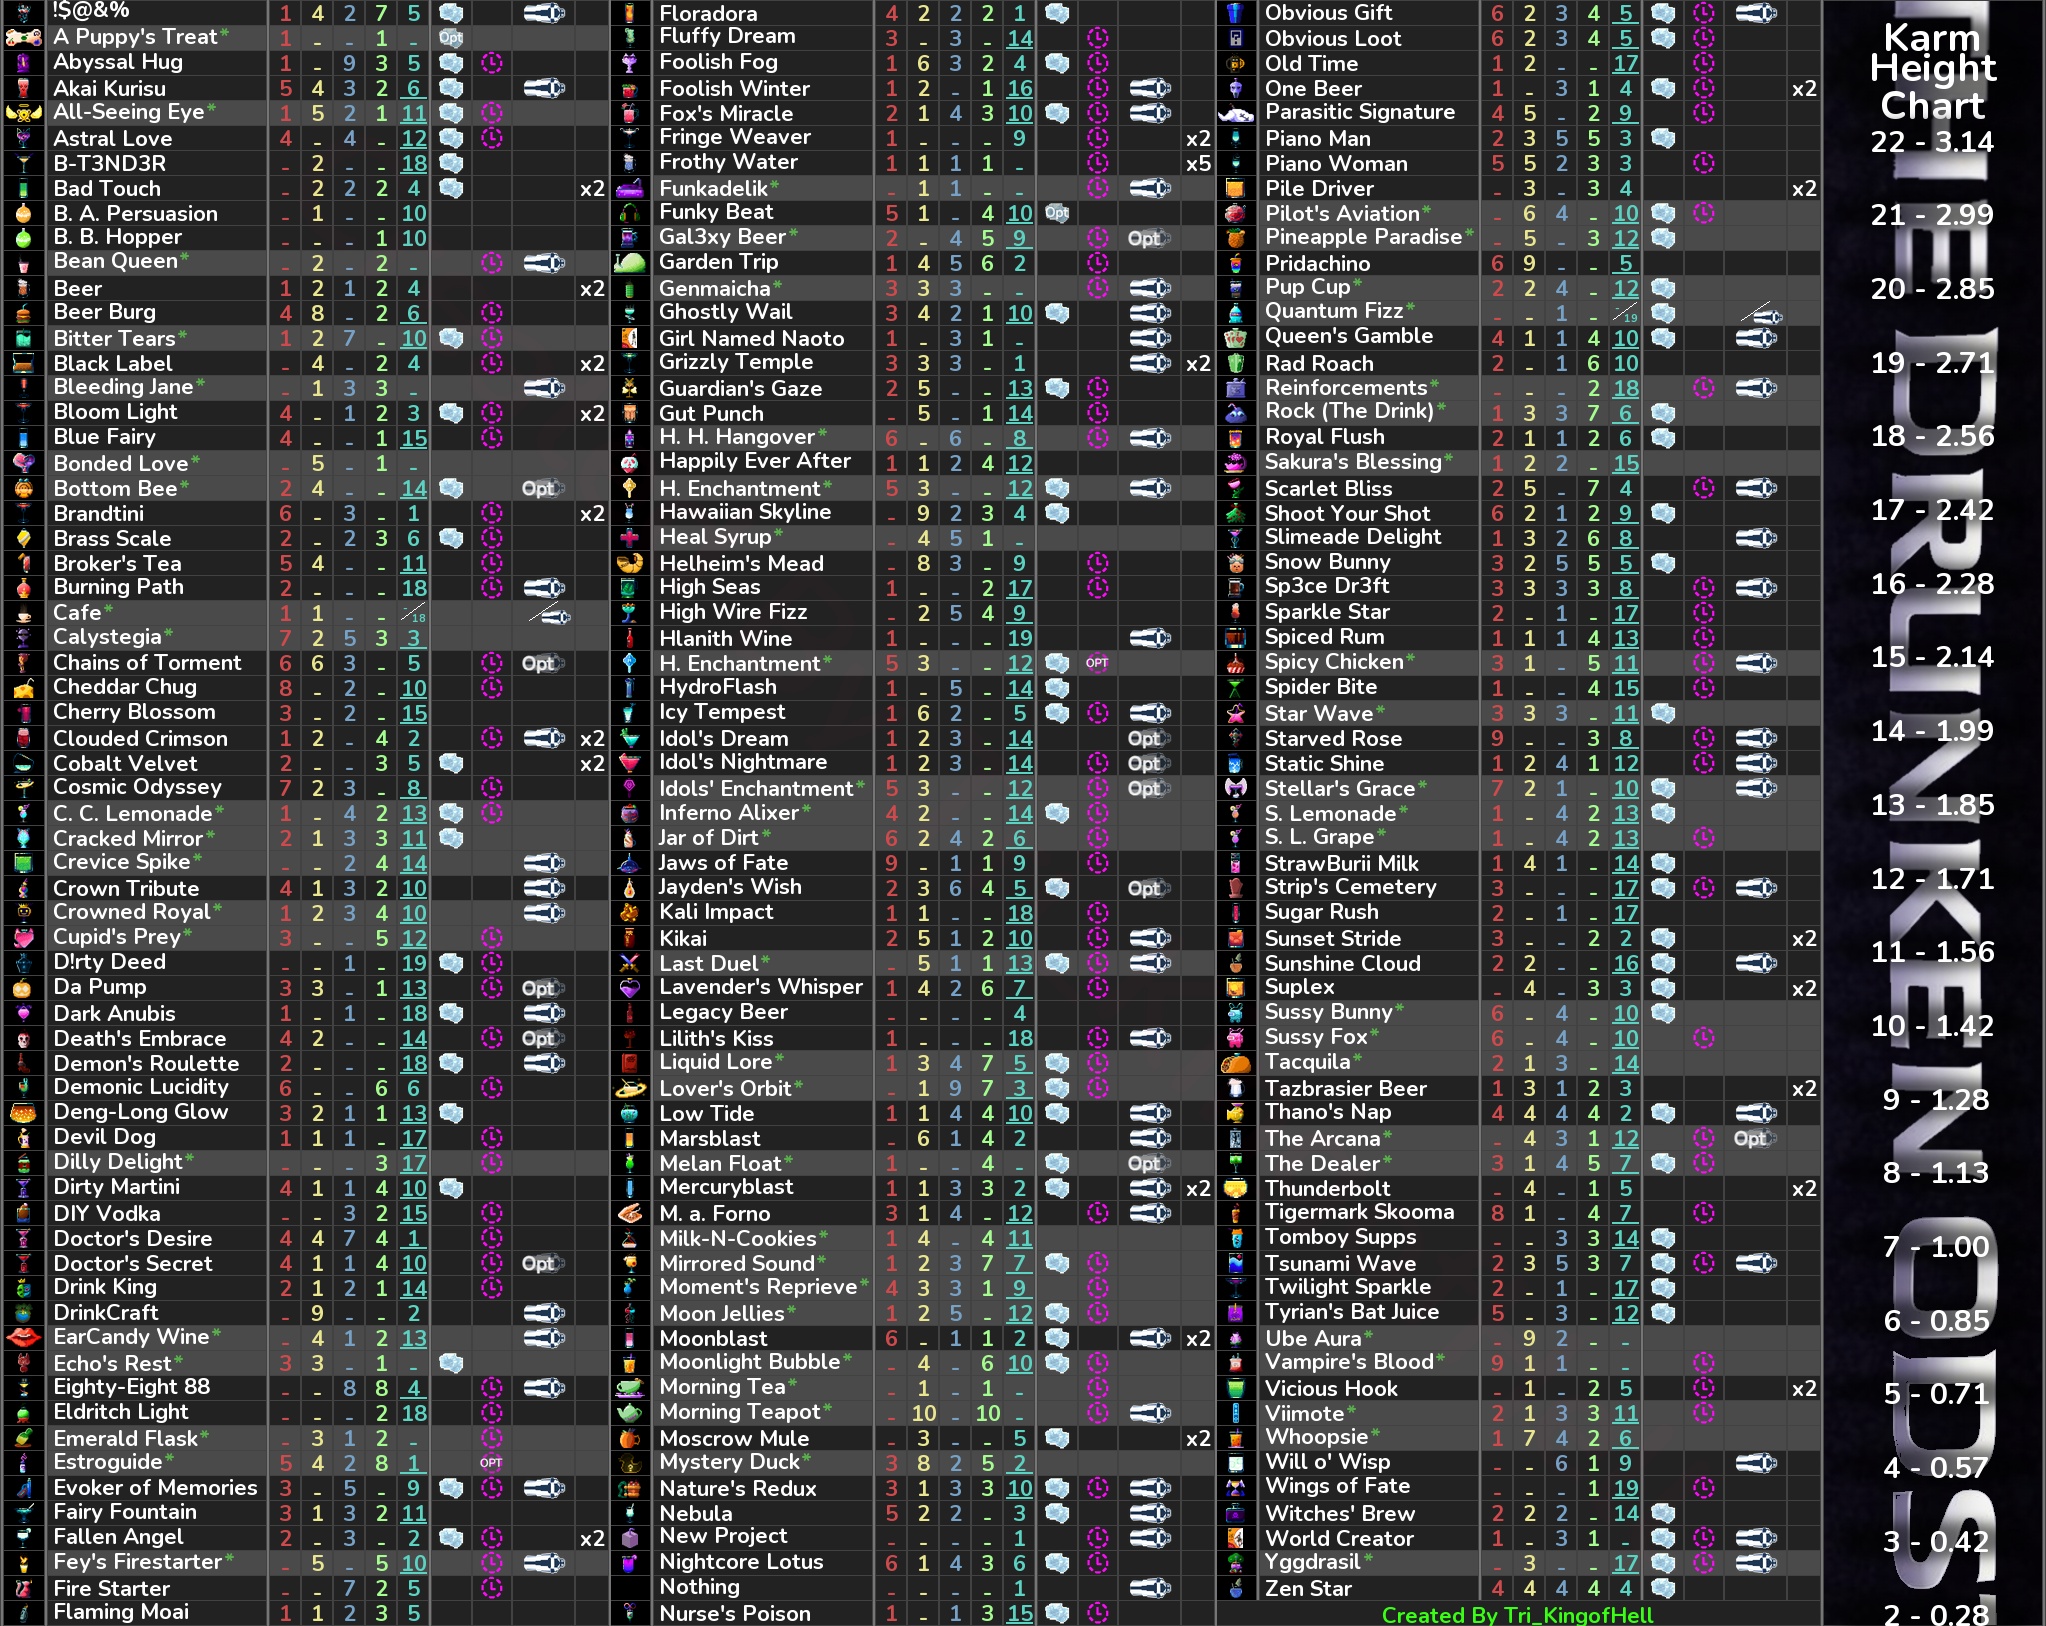 !$@&% 1 4 2 7 5
A Puppy's Treat* 1 - - 1 - Opt
Abyssal Hug 1 - 9 3 5
Akai Kurisu 5 4 3 2 6
All-Seeing Eye* 1 5 2 1 11
Astral Love 4 - 4 - 12
B-T3ND3R - 2 - - 18
Bad Touch - 2 2 2 4 x2
B. A. Persuasion - 1 - - 10
B. B. Hopper - - - 1 10
Bean Queen* - 2 - 2 -
Beer 1 2 1 2 4 x2
Beer Burg 4 8 - 2 6
Bitter Tears* 1 2 7 - 10
Black Label - 4 - 2 4 x2
Bleeding Jane* - 1 3 3 -
Bloom Light 4 - 1 2 3 x2
Blue Fairy 4 - - 1 15
Bonded Love* - 5 - 1 -
Bottom Bee* 2 4 - - 14 Opt
Brandtini 6 - 3 - 1 x2
Brass Scale 2 - 2 3 6
Broker's Tea 5 4 - - 11
Burning Path 2 - - - 18
Cafe* 1 1 - - -/18
Calystegia* 7 2 5 3 3
Chains of Torment 6 6 3 - 5 Opt
Cheddar Chug 8 - 2 - 10
Cherry Blossom 3 - 2 - 15
Clouded Crimson 1 2 - 4 2 x2
Cobalt Velvet 2 - - 3 5 x2
Cosmic Odyssey 7 2 3 - 8
C. C. Lemonade* 1 - 4 2 13
Cracked Mirror* 2 1 3 3 11
Crevice Spike* - - 2 4 14
Crown Tribute 4 1 3 2 10
Crowned Royal* 1 2 3 4 10
Cupid's Prey* 3 - - 5 12
D!rty Deed - - 1 - 19
Da Pump 3 3 - 1 13 Opt
Dark Anubis 1 - 1 - 18
Death's Embrace 4 2 - - 14 Opt
Demon's Roulette 2 - - - 18
Demonic Lucidity 6 - - 6 6
Deng-Long Glow 3 2 1 1 13
Devil Dog 1 1 1 - 17
Dilly Delight* - - - 3 17
Dirty Martini 4 1 1 4 10
DIY Vodka - - 3 2 15
Doctor's Desire 4 4 7 4 1
Doctor's Secret 4 1 1 4 10 Opt
Drink King 2 1 2 1 14
DrinkCraft - 9 - - 2
EarCandy Wine* - 4 1 2 13
Echo's Rest* 3 3 - 1 -
Eighty-Eight 88 - - 8 8 4
Eldritch Light - - - 2 18
Emerald Flask* - 3 1 2 -
Estroguide* 5 4 2 8 1 OPT
Evoker of Memories 3 - 5 - 9
Fairy Fountain 3 1 3 2 11
Fallen Angel 2 - 3 - 2 x2
Fey's Firestarter* - 5 - 5 10
Fire Starter - - 7 2 5
Flaming Moai 1 1 2 3 5
Floradora 4 2 2 2 1
Fluffy Dream 3 - 3 - 14
Foolish Fog 1 6 3 2 4
Foolish Winter 1 2 - 1 16
Fox's Miracle 2 1 4 3 10
Fringe Weaver 1 - - - 9 x2
Frothy Water 1 1 1 1 - x5
Funkadelik* - 1 1 - -
Funky Beat 5 1 - 4 10 Opt
Gal3xy Beer* 2 - 4 5 9 Opt
Garden Trip 1 4 5 6 2
Genmaicha* 3 3 3 - -
Ghostly Wail 3 4 2 1 10
Girl Named Naoto 1 - 3 1 -
Grizzly Temple 3 3 3 - 1 x2
Guardian's Gaze 2 5 - - 13
Gut Punch - 5 - 1 14
H. H. Hangover* 6 - 6 - 8
Happily Ever After 1 1 2 4 12
H. Enchantment* 5 3 - - 12
Hawaiian Skyline - 9 2 3 4
Heal Syrup* - 4 5 1 -
Helheim's Mead - 8 3 - 9
High Seas 1 - - 2 17
High Wire Fizz - 2 5 4 9
Hlanith Wine 1 - - - 19
H. Enchantment* 5 3 - - 12 OPT
HydroFlash 1 - 5 - 14
Icy Tempest 1 6 2 - 5
Idol's Dream 1 2 3 - 14 Opt
Idol's Nightmare 1 2 3 - 14 Opt
Idols' Enchantment* 5 3 - - 12 Opt
Inferno Alixer* 4 2 - - 14
Jar of Dirt* 6 2 4 2 6
Jaws of Fate 9 - 1 1 9
Jayden's Wish 2 3 6 4 5 Opt
Kali Impact 1 1 - - 18
Kikai 2 5 1 2 10
Last Duel* - 5 1 1 13
Lavender's Whisper 1 4 2 6 7
Legacy Beer - - - - 4
Lilith's Kiss 1 - - - 18
Liquid Lore* 1 3 4 7 5
Lover's Orbit* - 1 9 7 3
Low Tide 1 1 4 4 10
Marsblast - 6 1 4 2
Melan Float* 1 - - 4 - Opt
Mercuryblast 1 1 3 3 2 x2
M. a. Forno 3 1 4 - 12
Milk-N-Cookies* 1 4 - 4 11
Mirrored Sound* 1 2 3 7 7
Moment's Reprieve* 4 3 3 1 9
Moon Jellies* 1 2 5 - 12
Moonblast 6 - 1 1 2 x2
Moonlight Bubble* - 4 - 6 10
Morning Tea* - 1 - 1 -
Morning Teapot* - 10 - 10 -
Moscrow Mule - 3 - - 5 x2
Mystery Duck* 3 8 2 5 2
Nature's Redux 3 1 3 3 10
Nebula 5 2 2 - 3
New Project - - - - 1
Nightcore Lotus 6 1 4 3 6
Nothing - - - - 1
Nurse's Poison 1 - 1 3 15
Obvious Gift 6 2 3 4 5
Obvious Loot 6 2 3 4 5
Old Time 1 2 - - 17
One Beer 1 - 3 1 4 x2
Parasitic Signature 4 5 - 2 9
Piano Man 2 3 5 5 3
Piano Woman 5 5 2 3 3
Pile Driver - 3 - 3 4 x2
Pilot's Aviation* - 6 4 - 10
Pineapple Paradise* - 5 - 3 12
Pridachino 6 9 - - 5
Pup Cup* 2 2 4 - 12
Quantum Fizz* - - 1 - -/19
Queen's Gamble 4 1 1 4 10
Rad Roach 2 - 1 6 10
Reinforcements* - - - 2 18
Rock (The Drink)* 1 3 3 7 6
Royal Flush 2 1 1 2 6
Sakura's Blessing* 1 2 2 - 15
Scarlet Bliss 2 5 - 7 4
Shoot Your Shot 6 2 1 2 9
Slimeade Delight 1 3 2 6 8
Snow Bunny 3 2 5 5 5
Sp3ce Dr3ft 3 3 3 3 8
Sparkle Star 2 - 1 - 17
Spiced Rum 1 1 1 4 13
Spicy Chicken* 3 1 - 5 11
Spider Bite 1 - - 4 15
Star Wave* 3 3 3 - 11
Starved Rose 9 - - 3 8
Static Shine 1 2 4 1 12
Stellar's Grace* 7 2 1 - 10
S. Lemonade* 1 - 4 2 13
S. L. Grape* 1 - 4 2 13
StrawBurii Milk 1 4 1 - 14
Strip's Cemetery 3 - - - 17
Sugar Rush 2 - 1 - 17
Sunset Stride 3 - - 2 2 x2
Sunshine Cloud 2 2 - - 16
Suplex - 4 - 3 3 x2
Sussy Bunny* 6 - 4 - 10
Sussy Fox* 6 - 4 - 10
Tacquila* 2 1 3 - 14
Tazbrasier Beer 1 3 1 2 3 x2
Thano's Nap 4 4 4 4 2
The Arcana* - 4 3 1 12 Opt
The Dealer* 3 1 4 5 7
Thunderbolt - 4 - 1 5 x2
Tigermark Skooma 8 1 - 4 7
Tomboy Supps - - 3 3 14
Tsunami Wave 2 3 5 3 7
Twilight Sparkle 2 - 1 - 17
Tyrian's Bat Juice 5 - 3 - 12
Ube Aura* - 9 2 - -
Vampire's Blood* 9 1 1 - -
Vicious Hook - 1 - 2 5 x2
Viimote* 2 1 3 3 11
Whoopsie* 1 7 4 2 6
Will o' Wisp - - 6 1 9
Wings of Fate - - - 1 19
Witches' Brew 2 2 2 - 14
World Creator 1 - 3 1 -
Yggdrasil* - 3 - - 17
Zen Star 4 4 4 4 4
Created By Tri_KingofHell
Karm
Height
Chart
22 - 3.14
21 - 2.99
20 - 2.85
19 - 2.71
18 - 2.56
17 - 2.42
16 - 2.28
15 - 2.14
14 - 1.99
13 - 1.85
12 - 1.71
11 - 1.56
10 - 1.42
9 - 1.28
8 - 1.13
7 - 1.00
6 - 0.85
5 - 0.71
4 - 0.57
3 - 0.42
2 - 0.28
THE DRUNKEN ODDS